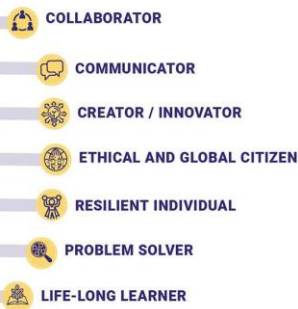 COLLABORATOR
COMMUNICATOR
CREATOR / INNOVATOR
ETHICAL AND GLOBAL CITIZEN
RESILIENT INDIVIDUAL
PROBLEM SOLVER
LIFE-LONG LEARNER